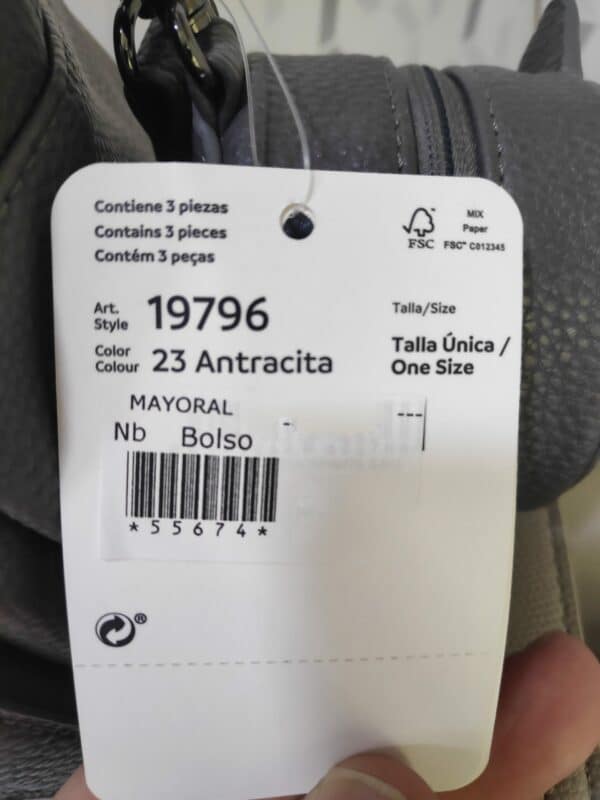 Contiene 3 piezas
Contains 3 pieces
Contém 3 peças
FSC
MIX
Paper
FSC™ C012345
Art.
Style
19796
Talla/Size
Color
Colour
23 Antracita
Talla Única /
One Size
MAYORAL
Nb Bolso
-
---
*55674*
®